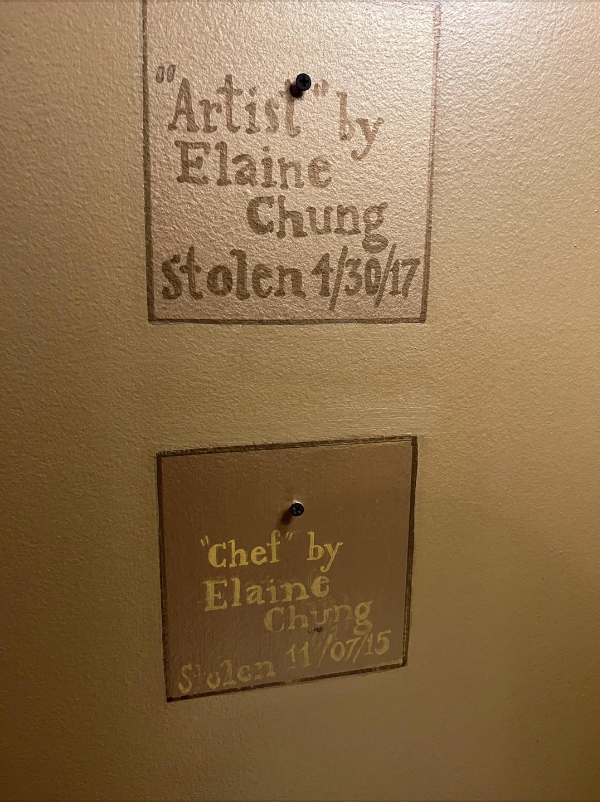 "Artist" by
Elaine
Chung
Stolen 4/30/17
"Chef" by
Elaine
Chung
Stolen 11/07/15